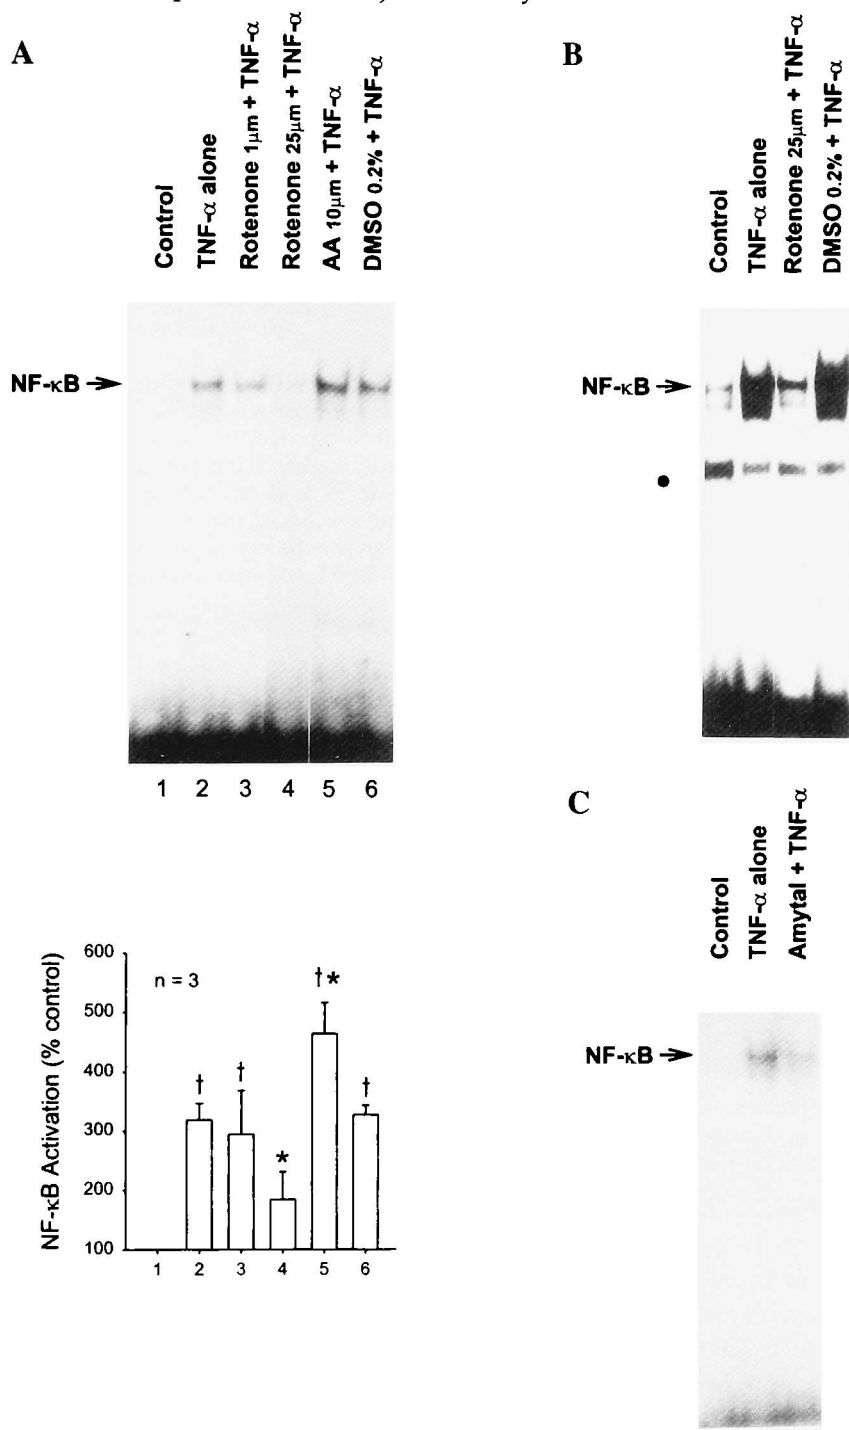 A
Control
TNF-α alone
Rotenone 1μm + TNF-α
Rotenone 25μm + TNF-α
AA 10μm + TNF-α
DMSO 0.2% + TNF-α
NF-κB
1 2 3 4 5 6
NF-κB Activation (% control)
600
500
400
300
200
100
n = 3
†
†
*
† *
†
1 2 3 4 5 6
B
Control
TNF-α alone
Rotenone 25μm + TNF-α
DMSO 0.2% + TNF-α
NF-κB
•
C
Control
TNF-α alone
Amytal + TNF-α
NF-κB